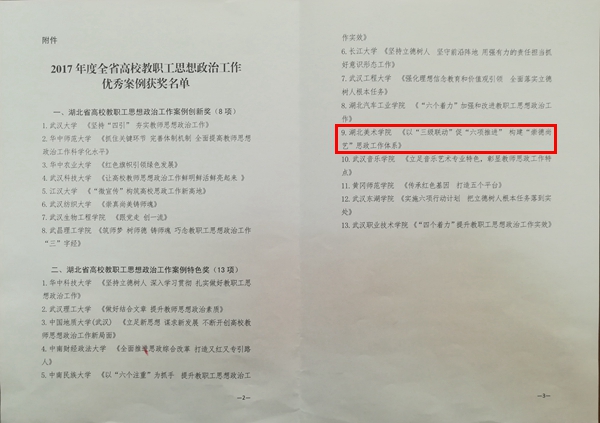 附件
2017 年度全省高校教职工思想政治工作
优秀案例获奖名单
一、湖北省高校教职工思想政治工作案例创新奖（8 项）
1. 武汉大学 《坚持“四引” 夯实教师思想政治工作》
2. 华中师范大学 《抓住关键环节 完善体制机制 全面提高教师思想
政治工作科学化水平》
3. 华中农业大学 《红色旗帜引领绿色发展》
4. 武汉科技大学 《让高校教师思想政治工作鲜明鲜活鲜亮起来 》
5. 江汉大学 《“微宣传”构筑高校思政工作新高地》
6. 武汉纺织大学 《崇真尚美铸师魂》
7. 武汉生物工程学院 《跟党走 创一流》
8. 武昌理工学院 《筑师梦 树师德 铸师魂 巧念教职工思想政治工作
“三”字经》
二、湖北省高校教职工思想政治工作案例特色奖（13 项）
1. 华中科技大学 《坚持立德树人 深入学习贯彻 扎实做好教职工思
想政治工作》
2. 武汉理工大学 《做好结合文章 提升教师思想政治素质》
3. 中国地质大学(武汉) 《立足新思想 谋求新发展 不断开创高校教
师思想政治工作新局面》
4. 中南财经政法大学 《全面推进思政综合改革 打造又红又专引路
人》
5. 中南民族大学 《以“六个注重”为抓手 提升教职工思想政治工
—2—
作实效》
6. 长江大学 《坚持立德树人 坚守前沿阵地 用强有力的责任担当抓
好意识形态工作》
7. 武汉工程大学 《强化理想信念教育和价值观引领 全面落实立德
树人根本任务》
8. 湖北汽车工业学院 《“六个着力”加强和改进教职工思想政治工
作》
9. 湖北美术学院 《以“三级联动”促“六项推进” 构建“崇德尚
艺”思政工作体系》
10. 武汉音乐学院 《立足音乐艺术专业特色，彰显教师思政工作特
点》
11. 黄冈师范学院 《传承红色基因 打造五个平台》
12. 武汉东湖学院 《实施六项行动计划 把立德树人根本任务落到实
处》
13. 武汉职业技术学院 《“四个着力”提升教职工思想政治工作实效》
—3—